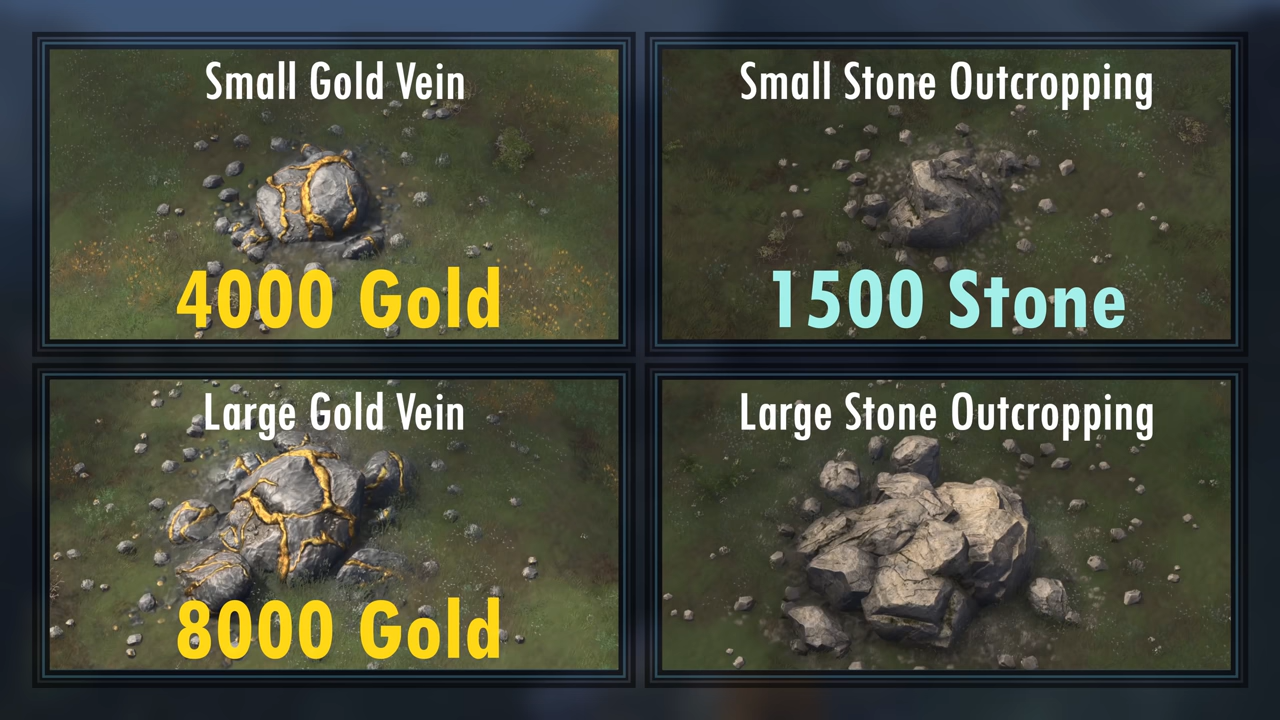 Small Gold Vein
4000 Gold
Small Stone Outcropping
1500 Stone
Large Gold Vein
8000 Gold
Large Stone Outcropping